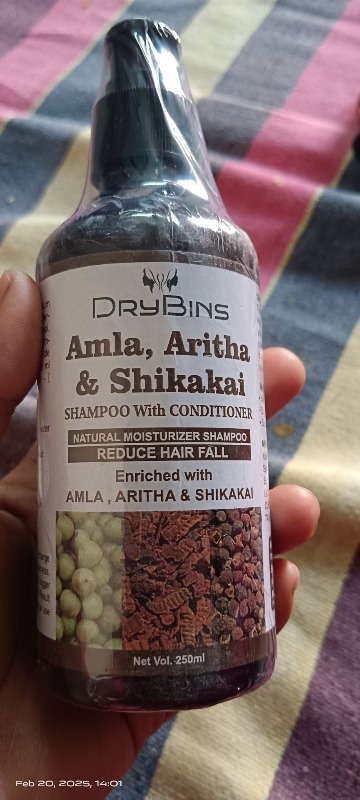 DRYBINS
Amla, Aritha
& Shikakai
SHAMPOO With CONDITIONER
NATURAL MOISTURIZER SHAMPOO
REDUCE HAIR FALL
Enriched with
AMLA , ARITHA & SHIKAKAI
Net Vol. 250ml
Feb 20, 2025, 14:01